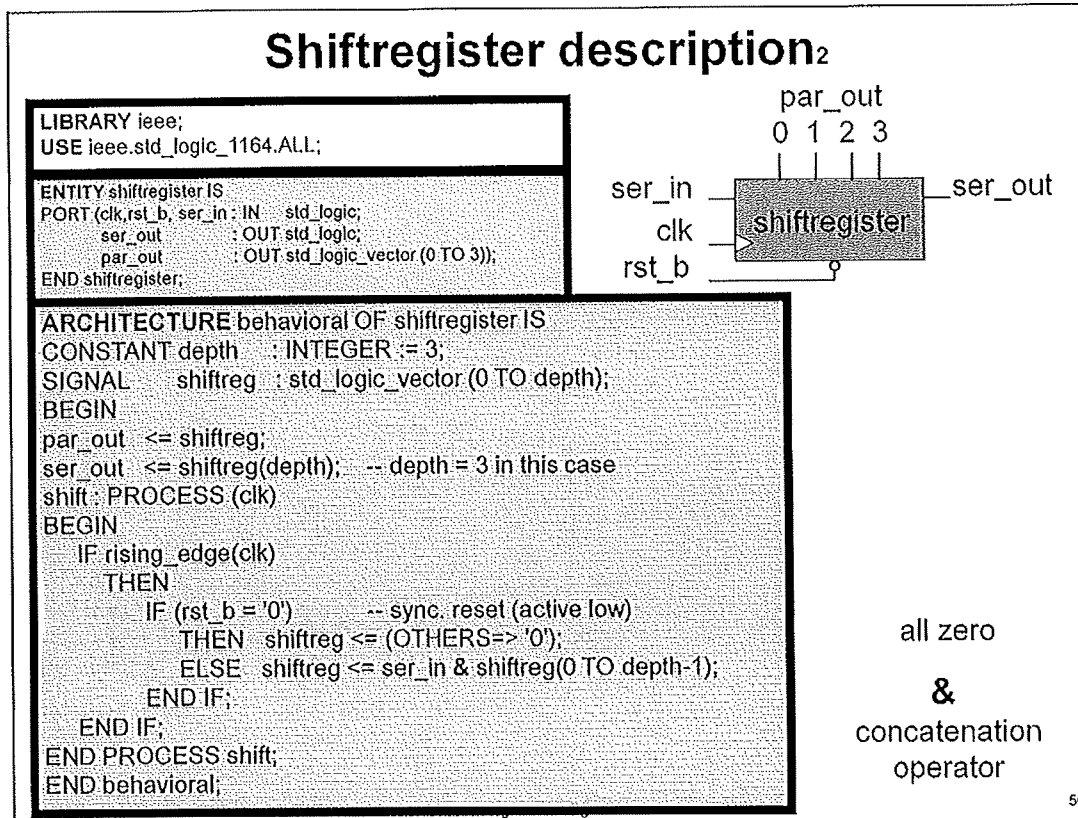 Shiftregister description2
LIBRARY ieee;
USE ieee.std_logic_1164.ALL;
ENTITY shiftregister IS
PORT (clk,rst_b, ser_in : IN std_logic;
ser_out : OUT std_logic;
par_out : OUT std_logic_vector (0 TO 3));
END shiftregister;
par_out
0 1 2 3
ser_in
shiftregister
ser_out
clk
rst_b
ARCHITECTURE behavioral OF shiftregister IS
CONSTANT depth : INTEGER := 3;
SIGNAL shiftreg : std_logic_vector (0 TO depth);
BEGIN
par_out <= shiftreg;
ser_out <= shiftreg(depth); -- depth = 3 in this case
shift : PROCESS (clk)
BEGIN
IF rising_edge(clk)
THEN
IF (rst_b = '0') -- sync. reset (active low)
THEN shiftreg <= (OTHERS=> '0');
ELSE shiftreg <= ser_in & shiftreg(0 TO depth-1);
END IF;
END IF;
END PROCESS shift;
END behavioral;
all zero
&
concatenation
operator